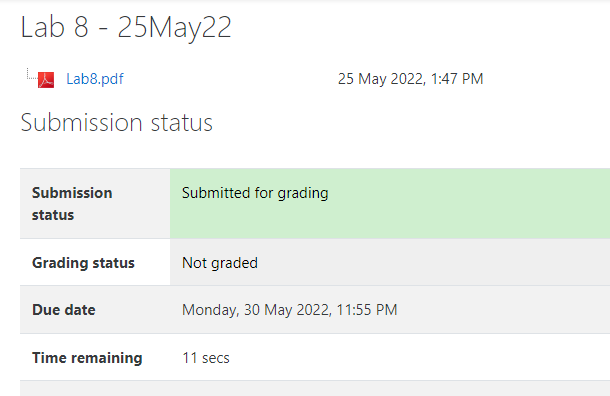 Lab 8 - 25May22
Lab8.pdf 25 May 2022, 1:47 PM
Submission status
Submission status Submitted for grading
Grading status Not graded
Due date Monday, 30 May 2022, 11:55 PM
Time remaining 11 secs